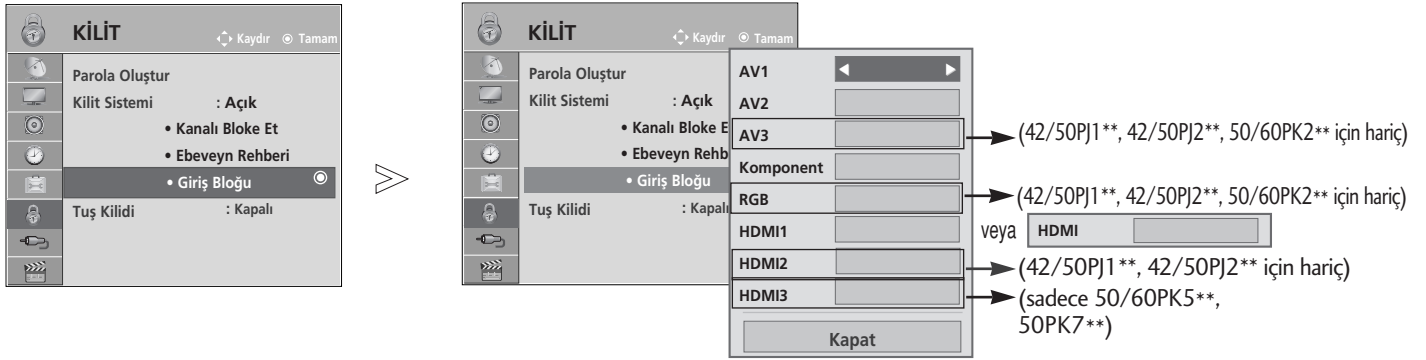 KİLİT
Kaydır Tamam
Parola Oluştur
Kilit Sistemi : Açık
• Kanalı Bloke Et
• Ebeveyn Rehberi
• Giriş Bloğu
Tuş Kilidi : Kapalı
KİLİT
Kaydır Tamam
Parola Oluştur
Kilit Sistemi : Açık
• Kanalı Bloke E
• Ebeveyn Rehb
• Giriş Bloğu
Tuş Kilidi : Kapalı
AV1
AV2
AV3
Komponent
RGB
HDMI1
HDMI2
HDMI3
Kapat
(42/50PJ1**, 42/50PJ2**, 50/60PK2** için hariç)
(42/50PJ1**, 42/50PJ2**, 50/60PK2** için hariç)
veya HDMI
(42/50PJ1**, 42/50PJ2** için hariç)
(sadece 50/60PK5**,
50PK7**)